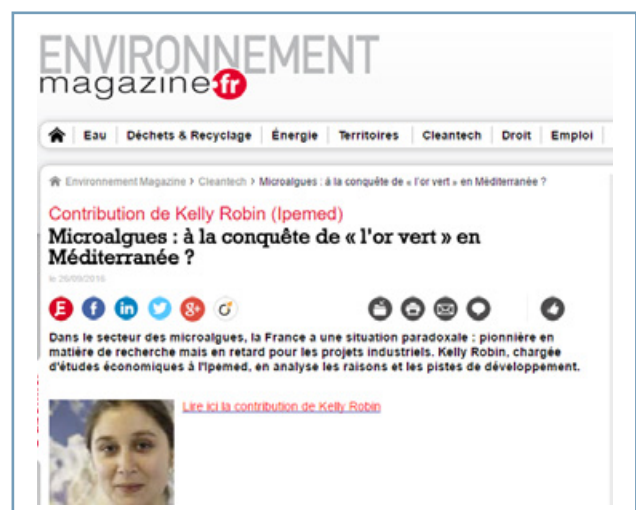 ENVIRONNEMENT
magazine.fr
Eau Déchets & Recyclage Énergie Territoires Cleantech Droit Emploi
Environnement Magazine > Cleantech > Microalgues : à la conquête de « l'or vert » en Méditerranée ?
Contribution de Kelly Robin (Ipemed)
Microalgues : à la conquête de « l'or vert » en
Méditerranée ?
le 26/09/2016
Dans le secteur des microalgues, la France a une situation paradoxale : pionnière en
matière de recherche mais en retard pour les projets industriels. Kelly Robin, chargée
d'études économiques à l'Ipemed, en analyse les raisons et les pistes de développement.
Lire ici la contribution de Kelly Robin